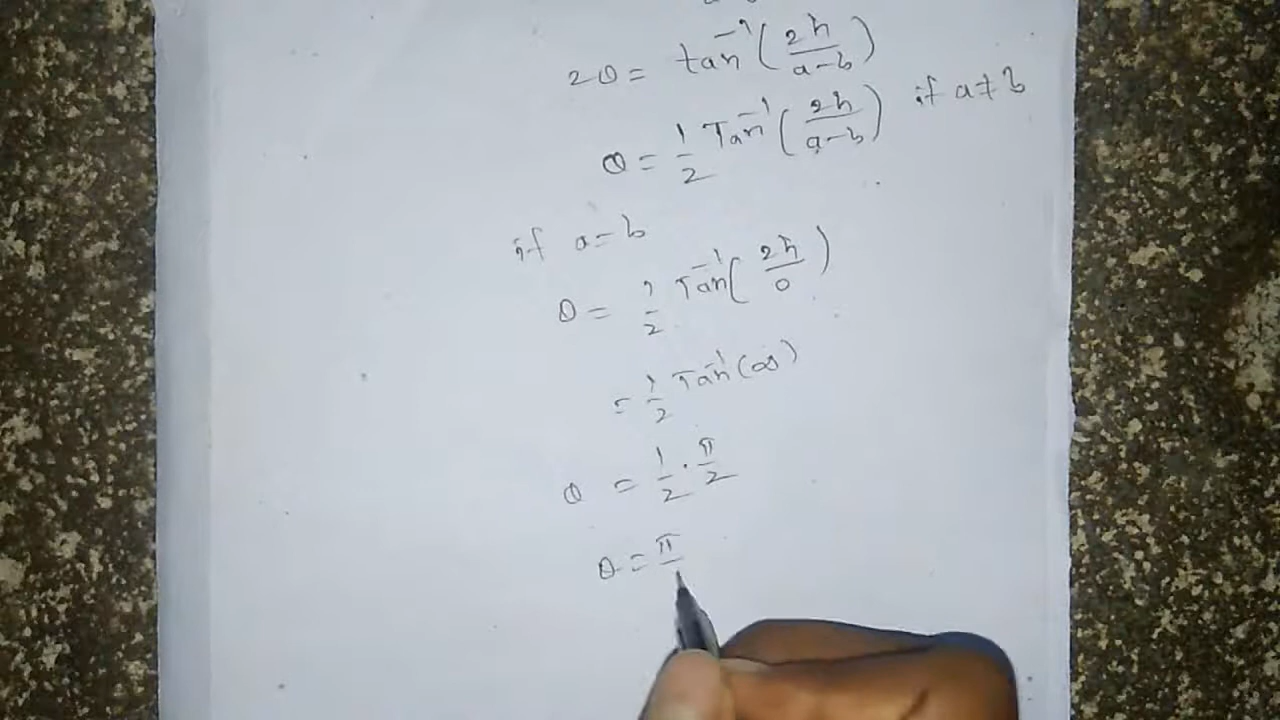 2θ = tan⁻¹(2h/a-b)
θ = 1/2 Tan⁻¹(2h/a-b) if a≠b
if a=b
θ = 1/2 Tan⁻¹(2h/0)
= 1/2 Tan⁻¹(∞)
θ = 1/2 · π/2
θ = π/